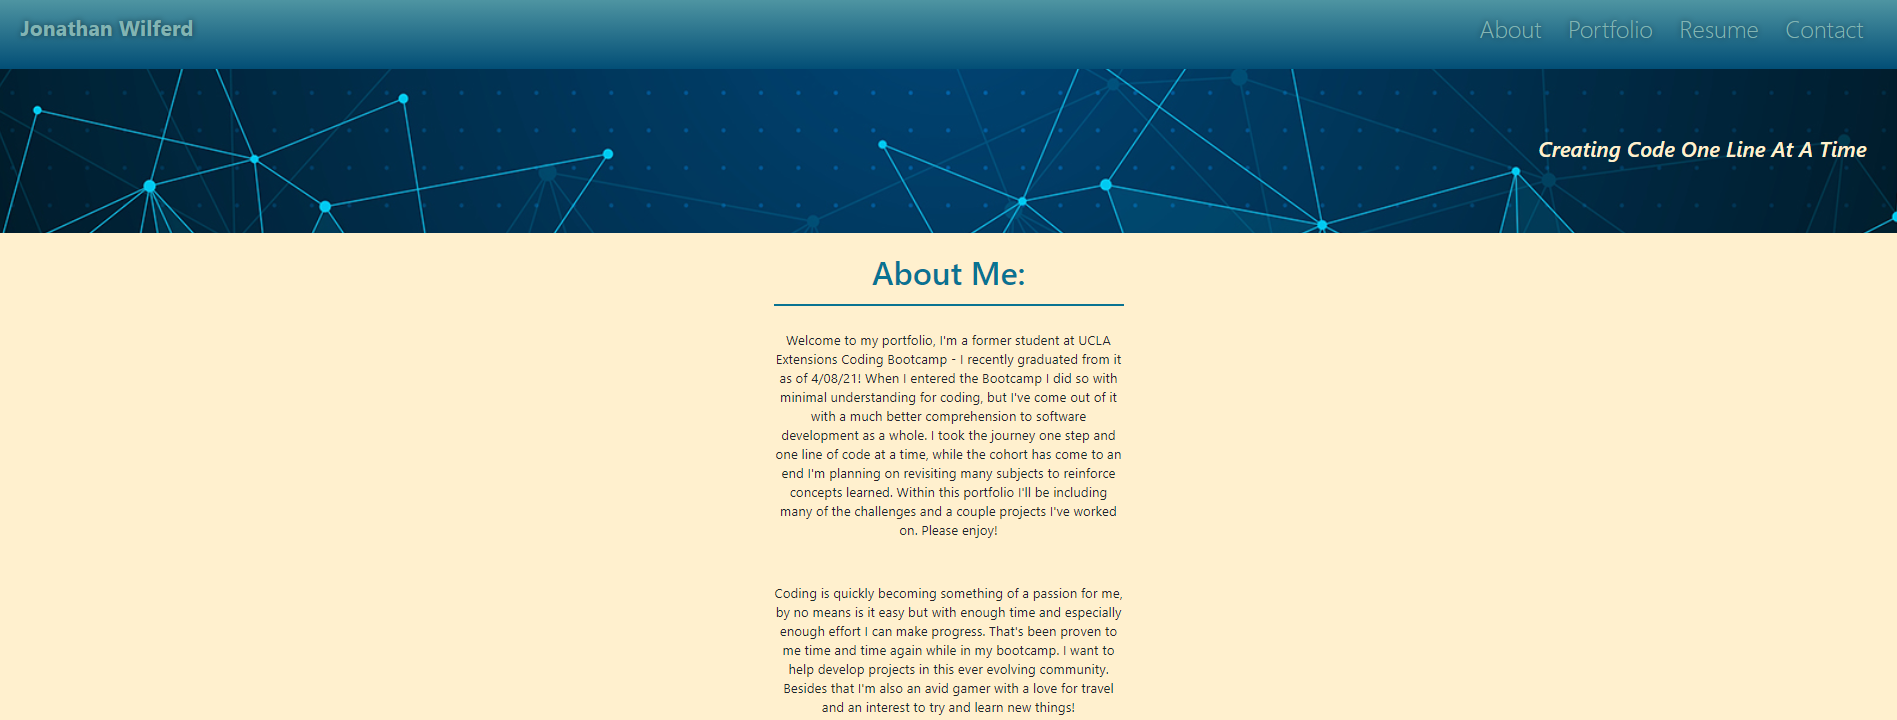 Jonathan Wilferd
About Portfolio Resume Contact
Creating Code One Line At A Time
About Me:
Welcome to my portfolio, I'm a former student at UCLA
Extensions Coding Bootcamp - I recently graduated from it
as of 4/08/21! When I entered the Bootcamp I did so with
minimal understanding for coding, but I've come out of it
with a much better comprehension to software
development as a whole. I took the journey one step and
one line of code at a time, while the cohort has come to an
end I'm planning on revisiting many subjects to reinforce
concepts learned. Within this portfolio I'll be including
many of the challenges and a couple projects I've worked
on. Please enjoy!
Coding is quickly becoming something of a passion for me,
by no means is it easy but with enough time and especially
enough effort I can make progress. That's been proven to
me time and time again while in my bootcamp. I want to
help develop projects in this ever evolving community.
Besides that I'm also an avid gamer with a love for travel
and an interest to try and learn new things!